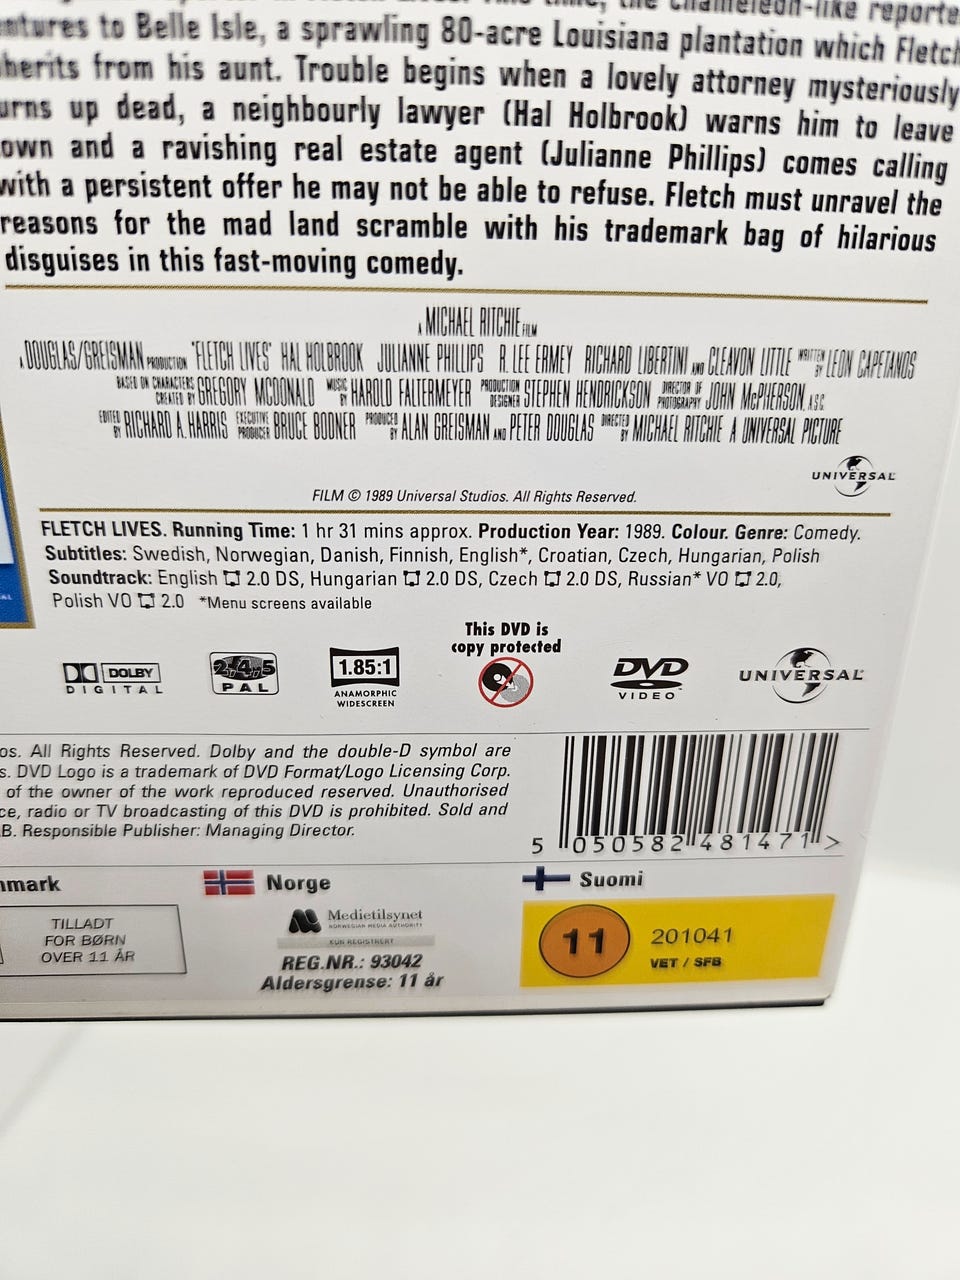 the chameleon-like
to Belle Isle, a sprawling 80-acre Louisiana plantation which Fletch
from his aunt. Trouble begins when a lovely attorney mysteriously
up dead, a neighbourly lawyer (Hal Holbrook) warns him to leave
and a ravishing real estate agent (Julianne Phillips) comes calling
with a persistent offer he may not be able to refuse. Fletch must unravel the
reasons for the mad land scramble with his trademark bag of hilarious
disguises in this fast-moving comedy.
A MICHAEL RITCHIE FILM
A DOUGLAS/GREISMAN PRODUCTION "FLETCH LIVES" HAL HOLBROOK JULIANNE PHILLIPS R. LEE ERMEY RICHARD LIBERTINI AND CLEAVON LITTLE WRITTEN BY LEON CAPETANOS
BASED ON CHARACTERS CREATED BY GREGORY MCDONALD MUSIC BY HAROLD FALTERMEYER PRODUCTION DESIGNER STEPHEN HENDRICKSON DIRECTOR OF PHOTOGRAPHY JOHN McPHERSON, A.S.C.
EDITED BY RICHARD A. HARRIS EXECUTIVE PRODUCER BRUCE BODNER PRODUCED BY ALAN GREISMAN AND PETER DOUGLAS DIRECTED BY MICHAEL RITCHIE A UNIVERSAL PICTURE
UNIVERSAL
FILM © 1989 Universal Studios. All Rights Reserved.
FLETCH LIVES. Running Time: 1 hr 31 mins approx. Production Year: 1989. Colour. Genre: Comedy.
Subtitles: Swedish, Norwegian, Danish, Finnish, English*, Croatian, Czech, Hungarian, Polish
Soundtrack: English 2.0 DS, Hungarian 2.0 DS, Czech 2.0 DS, Russian* VO 2.0,
Polish VO 2.0 *Menu screens available
This DVD is
copy protected
DOLBY
DIGITAL
2.4.5
PAL
1.85:1
ANAMORPHIC
WIDESCREEN
DVD
VIDEO
UNIVERSAL
All Rights Reserved. Dolby and the double-D symbol are
DVD Logo is a trademark of DVD Format/Logo Licensing Corp.
of the owner of the work reproduced reserved. Unauthorised
radio or TV broadcasting of this DVD is prohibited. Sold and
Responsible Publisher: Managing Director.
5 050582 481471 >
TILLADT
FOR BØRN
OVER 11 ÅR
Norge
Medietilsynet
NORWEGIAN MEDIA AUTHORITY
KUN REGISTRERT
REG.NR.: 93042
Aldersgrense: 11 år
Suomi
11
201041
VET / SFB